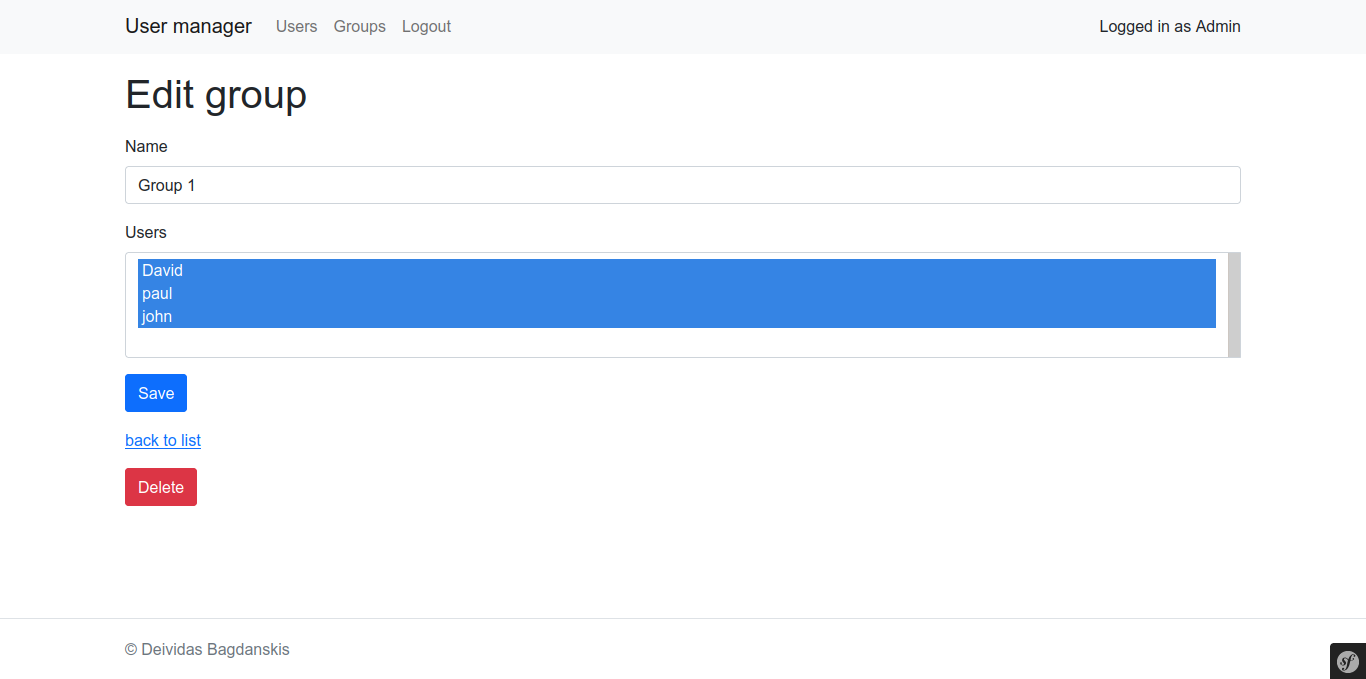 User manager Users Groups Logout Logged in as Admin
Edit group
Name
Group 1
Users
David
paul
john
Save
back to list
Delete
© Deividas Bagdanskis
sf